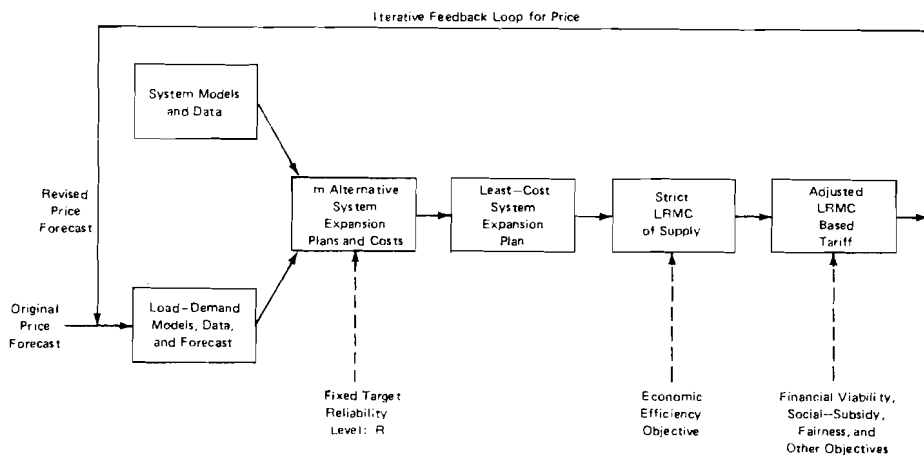 Iterative Feedback Loop for Price
System Models
and Data
Revised
Price
Forecast
m Alternative
System
Expansion
Plans and Costs
Least-Cost
System
Expansion
Plan
Strict
LRMC
of Supply
Adjusted
LRMC
Based
Tariff
Original
Price
Forecast
Load-Demand
Models, Data,
and Forecast
Fixed Target
Reliability
Level: R
Economic
Efficiency
Objective
Financial Viability,
Social-Subsidy,
Fairness, and
Other Objectives